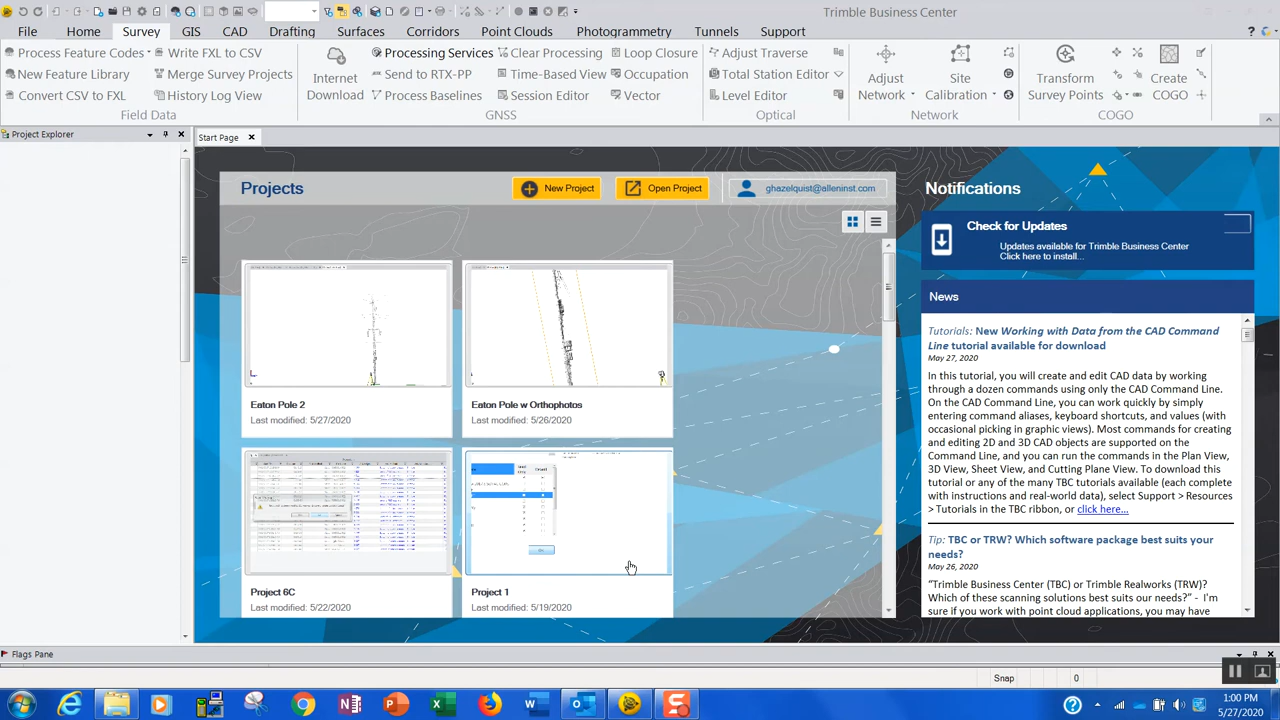 Trimble Business Center
File Home Survey GIS CAD Drafting Surfaces Corridors Point Clouds Photogrammetry Tunnels Support
Process Feature Codes Write FXL to CSV
New Feature Library Merge Survey Projects
Convert CSV to FXL History Log View
Field Data
Internet Download
Processing Services Clear Processing Loop Closure
Send to RTX-PP Time-Based View Occupation
Process Baselines Session Editor Vector
GNSS
Adjust Traverse
Total Station Editor
Level Editor
Optical
Adjust Network
Site Calibration
Network
Transform Survey Points
Create COGO
COGO
Project Explorer
Start Page
Projects
New Project
Open Project
ghazelquist@alleninst.com
Eaton Pole 2
Last modified: 5/27/2020
Eaton Pole w Orthophotos
Last modified: 5/26/2020
Project 6C
Last modified: 5/22/2020
Project 1
Last modified: 5/19/2020
Notifications
Check for Updates
Updates available for Trimble Business Center
Click here to install...
News
Tutorials: New Working with Data from the CAD Command
Line tutorial available for download
May 27, 2020
In this tutorial, you will create and edit CAD data by working
through a dozen commands using only the CAD Command Line.
On the CAD Command Line, you can work quickly by simply
entering command aliases, keyboard shortcuts, and values (with
occasional picking in graphic views). Most commands for creating
and editing 2D and 3D CAD objects are supported on the
Command Line, and you can run the commands in the Plan View,
3D View, Sheet View, and Cutting Plane View. To download this
tutorial or any of the many TBC tutorials available (each complete
with instructions and real-world data), select Support > Resources
> Tutorials in the TBC ribbon, or click here...
Tip: TBC or TRW? Which software package best suits your
needs?
May 26, 2020
"Trimble Business Center (TBC) or Trimble Realworks (TRW)?
Which of these scanning solutions best suits our needs?" - I'm
sure if you work with point cloud applications, you may have
Flags Pane
Snap 0
1:00 PM
5/27/2020